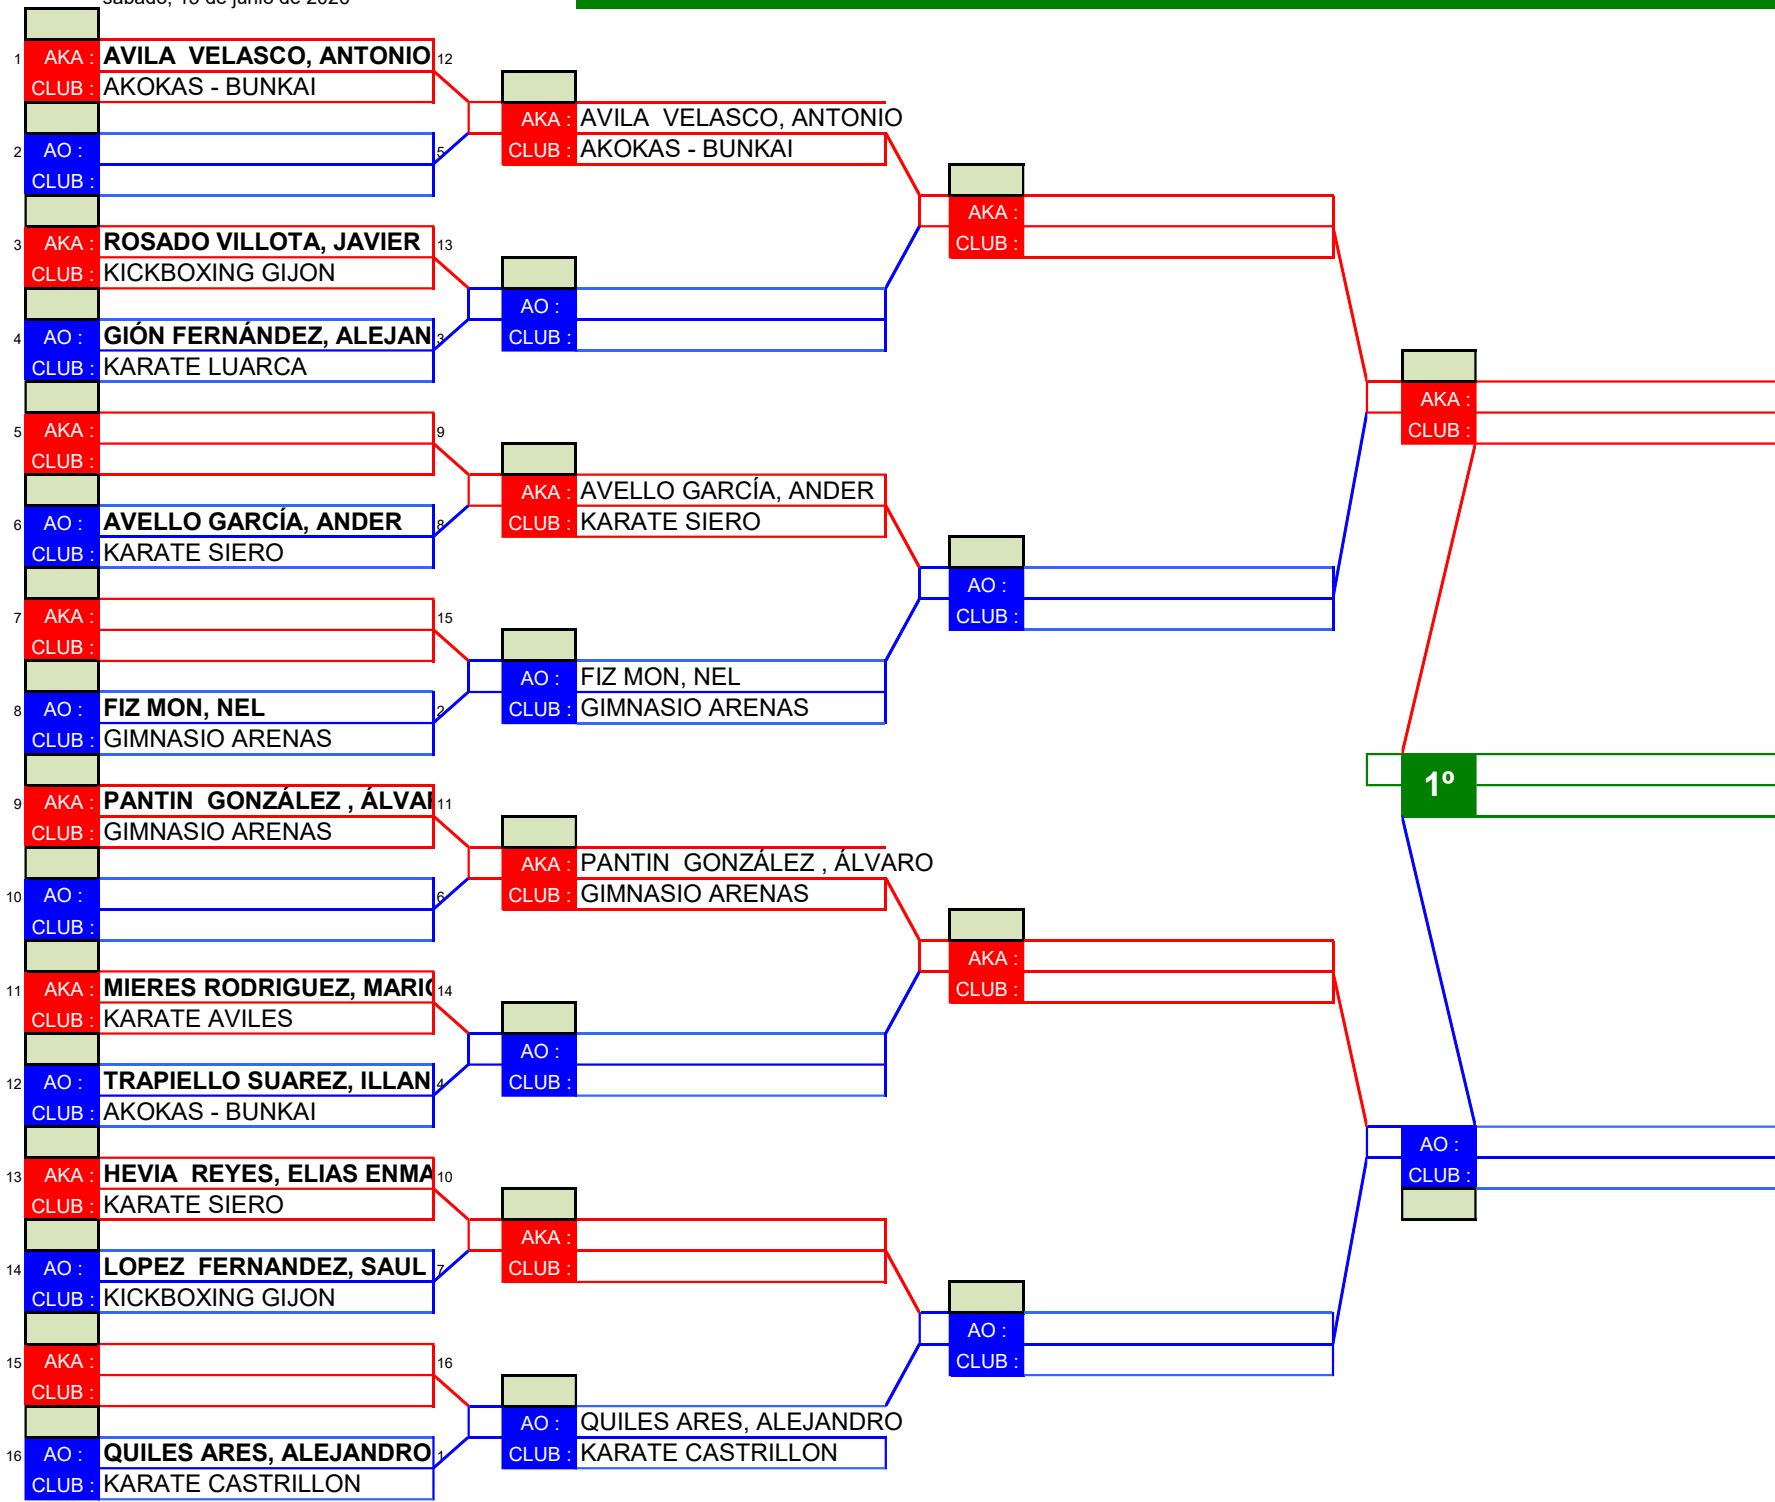 1 AKA : AVILA VELASCO, ANTONIO 12
CLUB : AKOKAS - BUNKAI
AKA : AVILA VELASCO, ANTONIO
2 AO : 5
CLUB : AKOKAS - BUNKAI
CLUB :
AKA :
3 AKA : ROSADO VILLOTA, JAVIER 13
CLUB :
CLUB : KICKBOXING GIJON
AO :
4 AO : GIÓN FERNÁNDEZ, ALEJAN 3
CLUB :
CLUB : KARATE LUARCA
AKA :
5 AKA : 9
CLUB :
CLUB :
AKA : AVELLO GARCÍA, ANDER
6 AO : AVELLO GARCÍA, ANDER 8
CLUB : KARATE SIERO
CLUB : KARATE SIERO
AO :
7 AKA : 15
CLUB :
CLUB :
AO : FIZ MON, NEL
8 AO : FIZ MON, NEL 2
CLUB : GIMNASIO ARENAS
CLUB : GIMNASIO ARENAS
1º
9 AKA : PANTIN GONZÁLEZ , ÁLVA 11
CLUB : GIMNASIO ARENAS
AKA : PANTIN GONZÁLEZ , ÁLVARO
10 AO : 6
CLUB : GIMNASIO ARENAS
CLUB :
AKA :
11 AKA : MIERES RODRIGUEZ, MARI 14
CLUB :
CLUB : KARATE AVILES
AO :
12 AO : TRAPIELLO SUAREZ, ILLAN 4
CLUB :
CLUB : AKOKAS - BUNKAI
AO :
13 AKA : HEVIA REYES, ELIAS ENMA 10
CLUB :
CLUB : KARATE SIERO
AKA :
14 AO : LOPEZ FERNANDEZ, SAUL 7
CLUB :
CLUB : KICKBOXING GIJON
AO :
15 AKA : 16
CLUB :
CLUB :
AO : QUILES ARES, ALEJANDRO
16 AO : QUILES ARES, ALEJANDRO 1
CLUB : KARATE CASTRILLON
CLUB : KARATE CASTRILLON